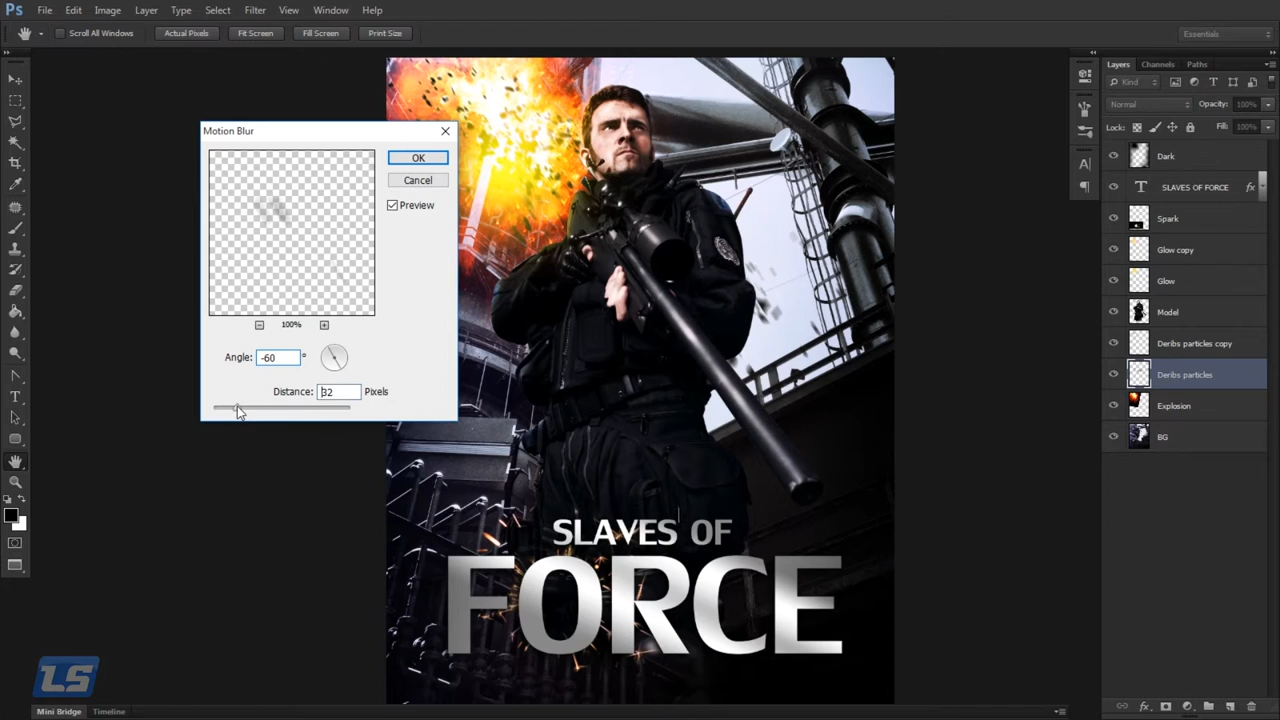 Ps File Edit Image Layer Type Select Filter View Window Help
Scroll All Windows Actual Pixels Fit Screen Fill Screen Print Size Essentials
Layers Channels Paths
Kind
Normal Opacity: 100%
Lock: Fill: 100%
Dark
T SLAVES OF FORCE fx
Spark
Glow copy
Glow
Model
Deribs particles copy
Deribs particles
Explosion
BG
Motion Blur
OK
Cancel
Preview
100%
Angle: -60 °
Distance: 32 Pixels
SLAVES OF
FORCE
LS
Mini Bridge Timeline